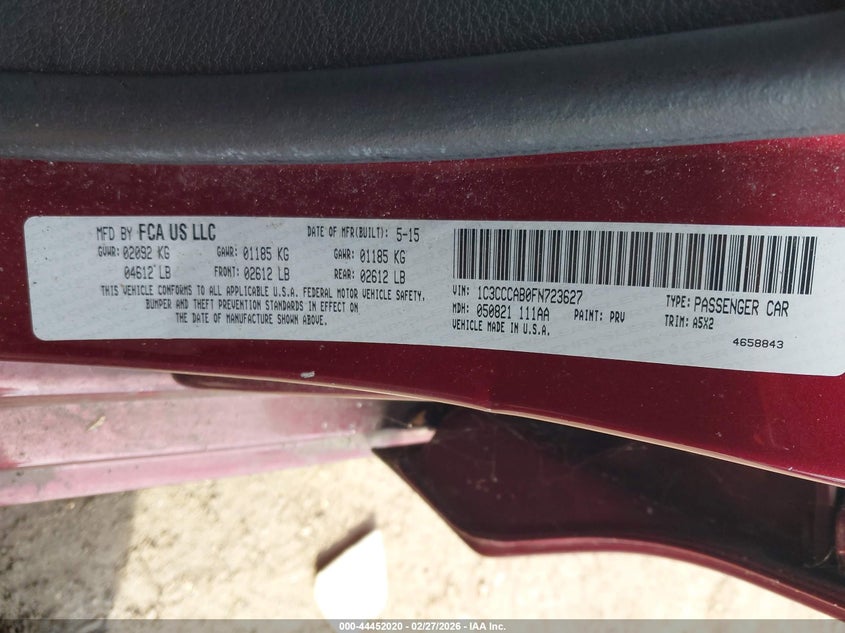 MFD BY FCA US LLC DATE OF MFR(BUILT): 5-15
GVWR: 02092 KG GAWR: 01185 KG GAWR: 01185 KG
04612 LB FRONT: 02612 LB REAR: 02612 LB
THIS VEHICLE CONFORMS TO ALL APPLICABLE U.S.A. FEDERAL MOTOR VEHICLE SAFETY,
BUMPER AND THEFT PREVENTION STANDARDS IN EFFECT ON
THE DATE OF MANUFACTURE SHOWN ABOVE.
VIN: 1C3CCCAB0FN723627 TYPE: PASSENGER CAR
MDH: 050821 111AA PAINT: PRV TRIM: A5X2
VEHICLE MADE IN U.S.A.
4658843
000-44452020 – 02/27/2026 – IAA Inc.